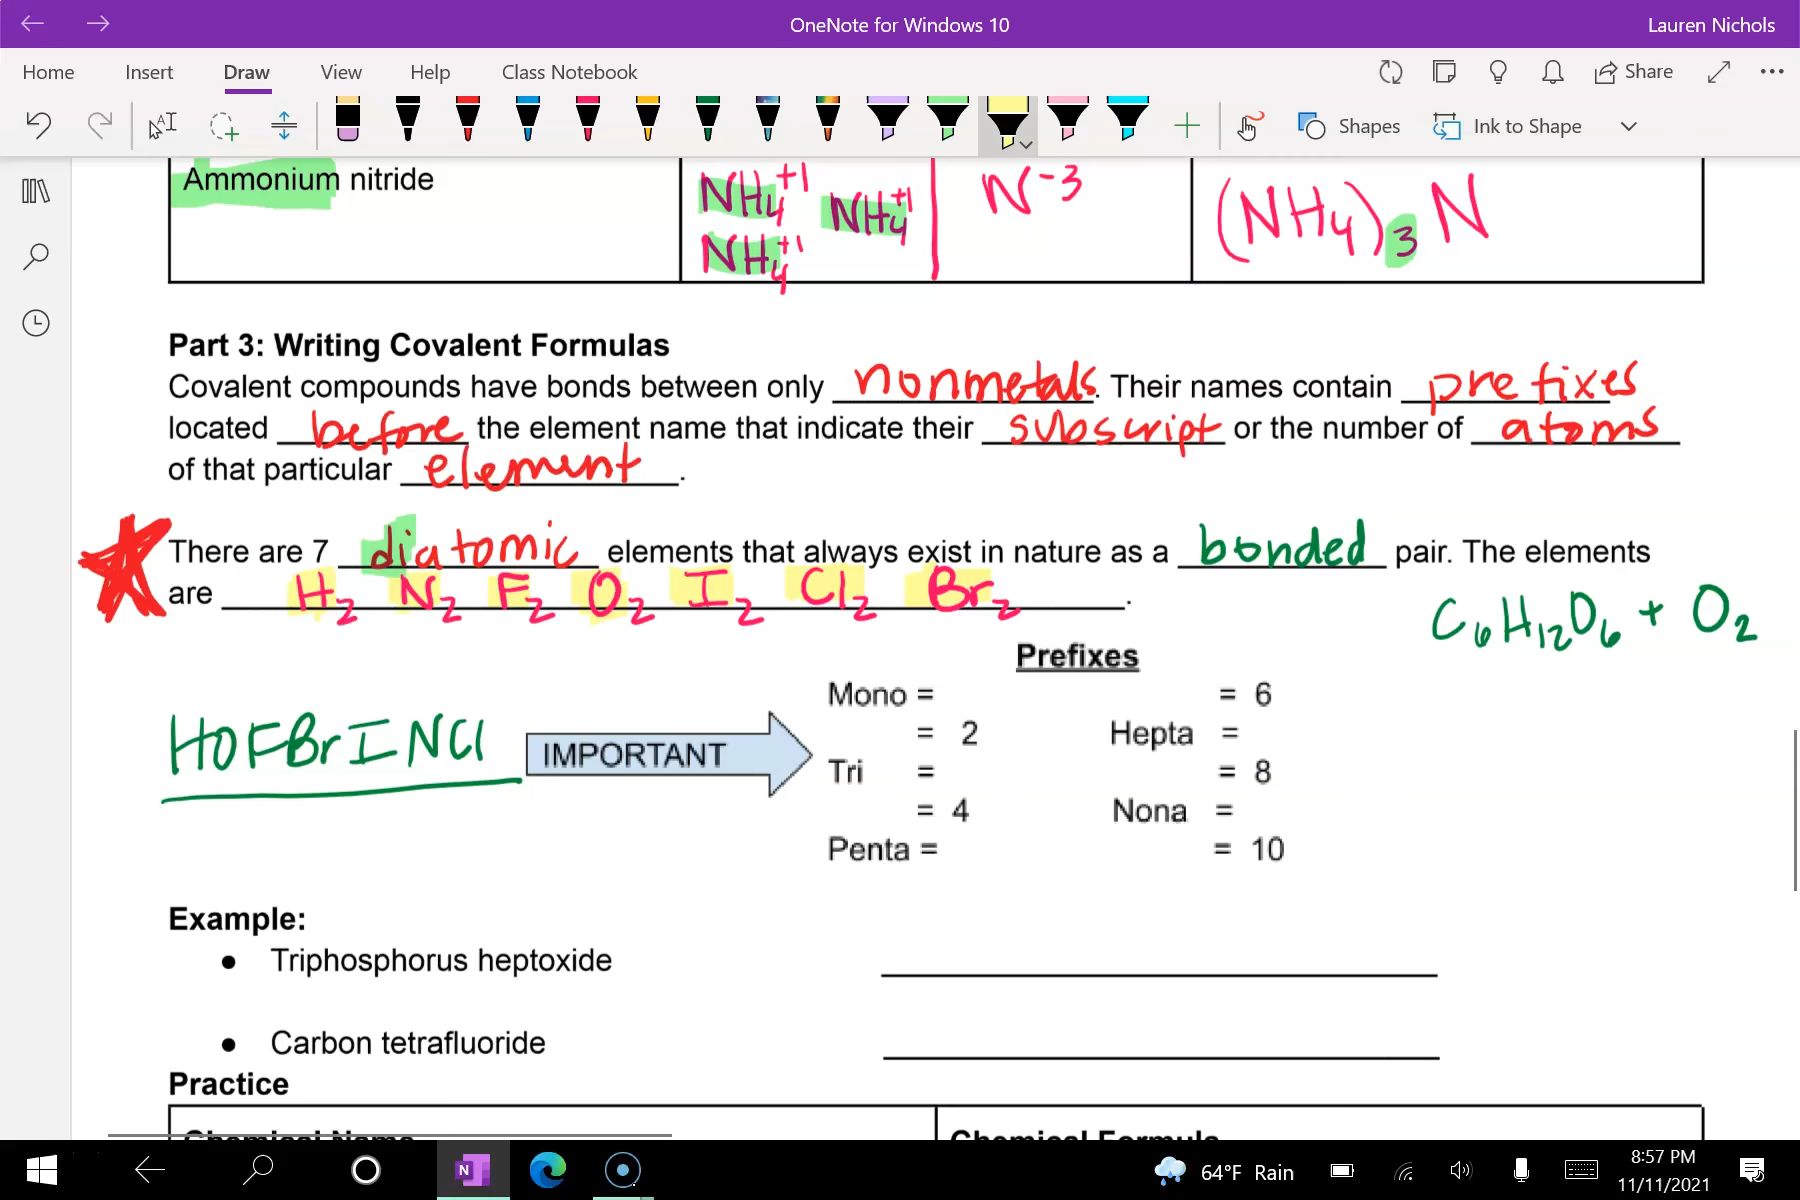 OneNote for Windows 10
Lauren Nichols
Home Insert Draw View Help Class Notebook Share
Shapes Ink to Shape
Ammonium nitride NH4+1 NH4+1 N-3 (NH4)3 N
NH4+1
Part 3: Writing Covalent Formulas
Covalent compounds have bonds between only nonmetals. Their names contain prefixes
located before the element name that indicate their subscript or the number of atoms
of that particular element.
There are 7 diatomic elements that always exist in nature as a bonded pair. The elements
are H2 N2 F2 O2 I2 Cl2 Br2.
C6H12O6 + O2
Prefixes
Mono = = 6
= 2 Hepta =
HOFBrINCl IMPORTANT
Tri = = 8
= 4 Nona =
Penta = = 10
Example:
● Triphosphorus heptoxide
● Carbon tetrafluoride
Practice
Chemical Name Chemical Formula
64°F Rain
8:57 PM
11/11/2021